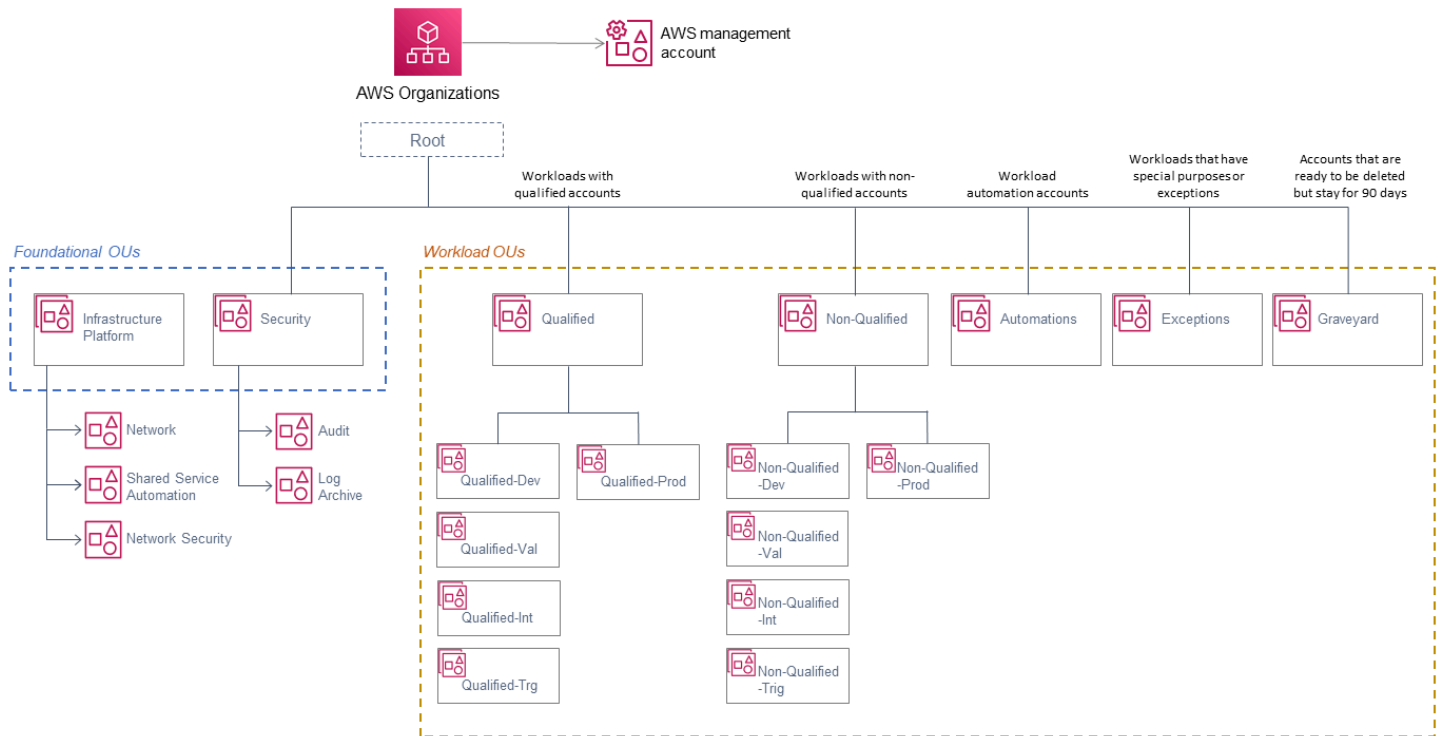 AWS management
account
AWS Organizations
Root
Workloads with
qualified accounts
Workloads with non-
qualified accounts
Workload
automation accounts
Workloads that have
special purposes or
exceptions
Accounts that are
ready to be deleted
but stay for 90 days
Foundational OUs
Workload OUs
Infrastructure
Platform
Security
Qualified
Non-Qualified
Automations
Exceptions
Graveyard
Network
Shared Service
Automation
Network Security
Audit
Log
Archive
Qualified-Dev
Qualified-Prod
Qualified-Val
Qualified-Int
Qualified-Trg
Non-Qualified
-Dev
Non-Qualified
-Prod
Non-Qualified
-Val
Non-Qualified
-Int
Non-Qualified
-Trig